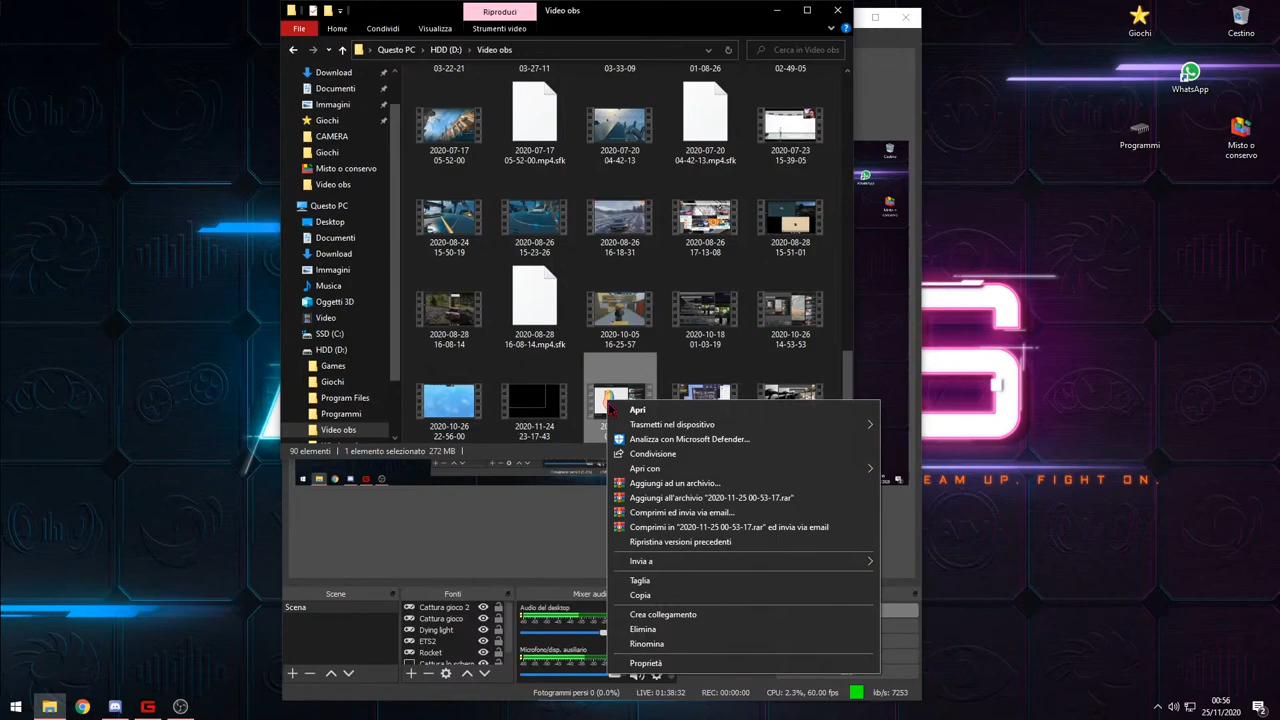 Riproduci
Video obs
File
Home
Condividi
Visualizza
Strumenti video
Questo PC
HDD (D:)
Video obs
Cerca in Video obs
Download
Documenti
Immagini
Giochi
CAMERA
Giochi
Misto o conservo
Video obs
Questo PC
Desktop
Documenti
Download
Immagini
Musica
Oggetti 3D
Video
SSD (C:)
HDD (D:)
Games
Giochi
Program Files
Programmi
Video obs
03-22-21
03-27-11
03-33-09
01-08-26
02-49-05
2020-07-17
05-52-00
2020-07-17
05-52-00.mp4.sfk
2020-07-20
04-42-13
2020-07-20
04-42-13.mp4.sfk
2020-07-23
15-39-05
2020-08-24
15-50-19
2020-08-26
15-23-26
2020-08-26
16-18-31
2020-08-26
17-13-08
2020-08-28
15-51-01
2020-08-28
16-08-14
2020-08-28
16-08-14.mp4.sfk
2020-10-05
16-25-57
2020-10-18
01-03-19
2020-10-26
14-53-53
2020-10-26
22-56-00
2020-11-24
23-17-43
90 elementi
1 elemento selezionato
272 MB
Apri
Trasmetti nel dispositivo
Analizza con Microsoft Defender...
Condivisione
Apri con
Aggiungi ad un archivio...
Aggiungi all'archivio "2020-11-25 00-53-17.rar"
Comprimi ed invia via email...
Comprimi in "2020-11-25 00-53-17.rar" ed invia via email
Ripristina versioni precedenti
Invia a
Taglia
Copia
Crea collegamento
Elimina
Rinomina
Proprietà
Scena
Fonti
Mixer audi
Scena
Cattura gioco 2
Cattura gioco
Dying light
ETS2
Rocket
Cattura lo scherm
Audio del desktop
Microfono/disp. ausiliario
Fotogrammi persi 0 (0.0%)
LIVE: 01:38:32
REC: 00:00:00
CPU: 2.3%, 60.00 fps
kb/s: 7253
Giochi
Cestino
WhatsApp
Programmi
Misto o
conservo
Cestino
Misto o
conservo
EAM UP. FIGHT ON.
00:56
25/11/2020
2